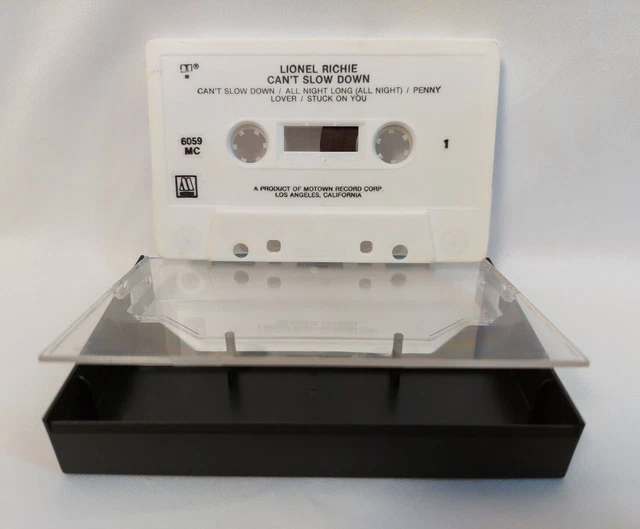 LIONEL RICHIE
CAN'T SLOW DOWN
CAN'T SLOW DOWN / ALL NIGHT LONG (ALL NIGHT) / PENNY
LOVER / STUCK ON YOU
6059
MC
1
A PRODUCT OF MOTOWN RECORD CORP.
LOS ANGELES, CALIFORNIA